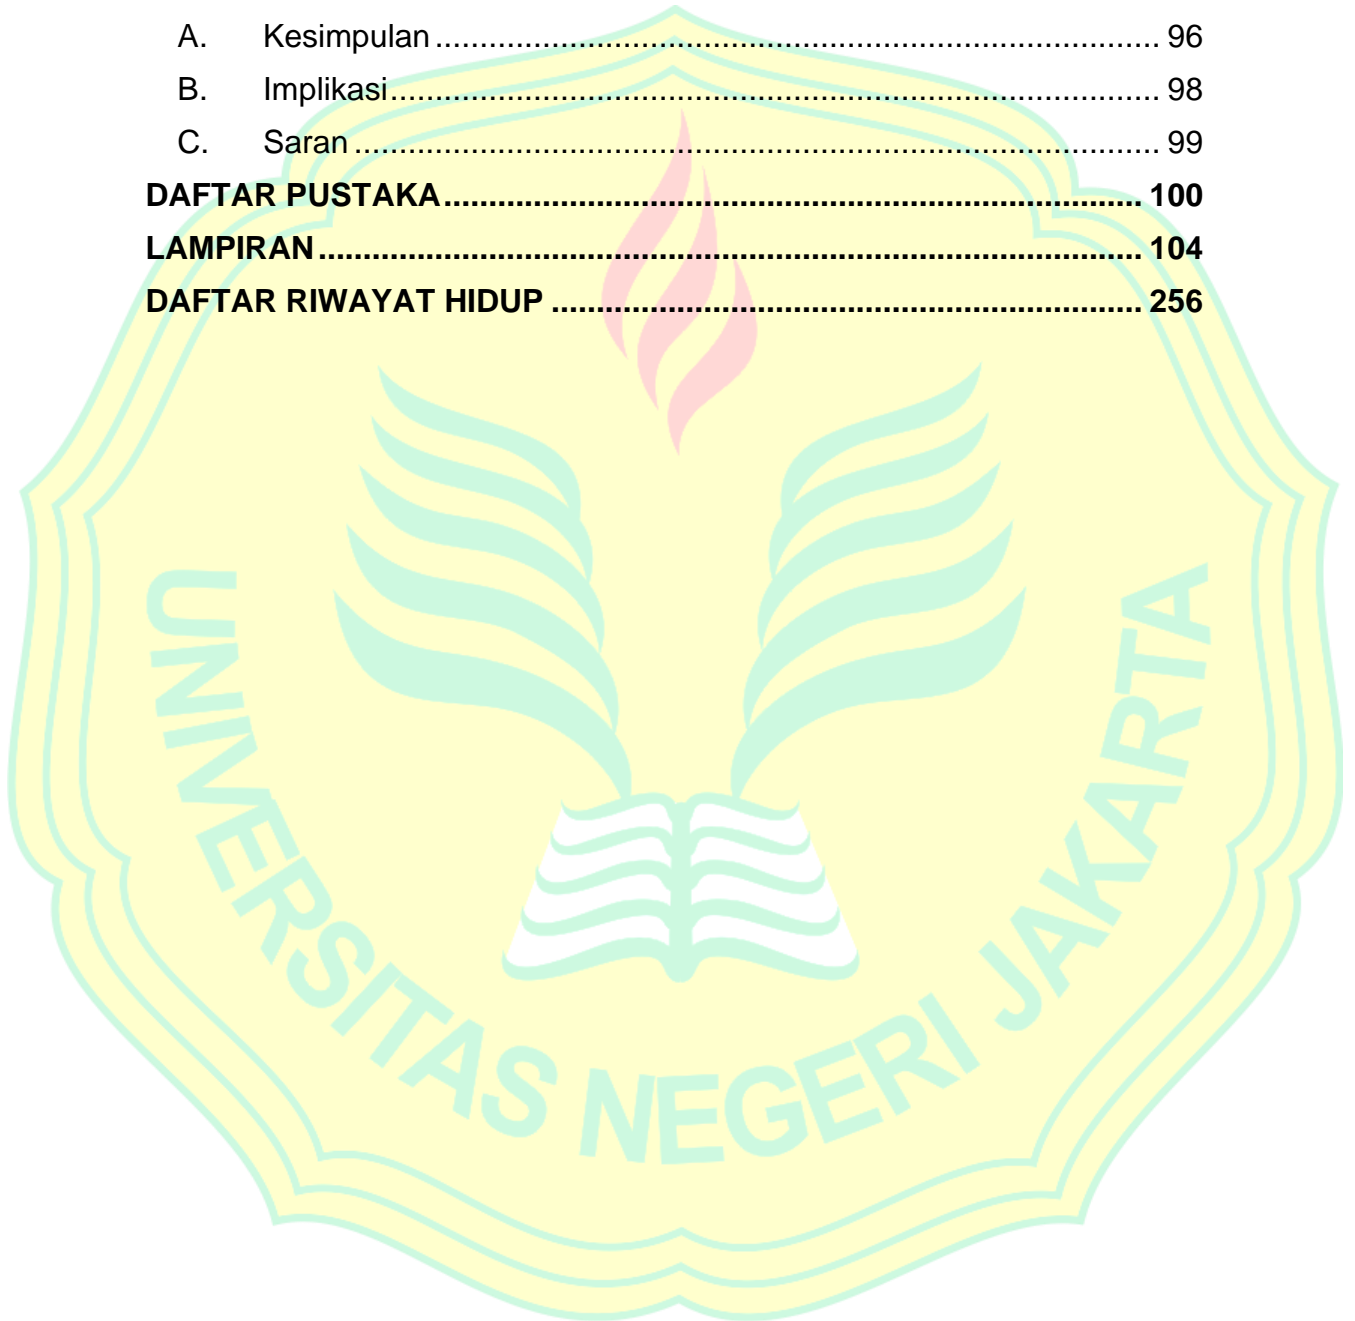 A. Kesimpulan ................................................................................. 96
B. Implikasi ...................................................................................... 98
C. Saran .......................................................................................... 99
DAFTAR PUSTAKA .............................................................................. 100
LAMPIRAN ............................................................................................ 104
DAFTAR RIWAYAT HIDUP .................................................................. 256
UNIVERSITAS NEGERI JAKARTA